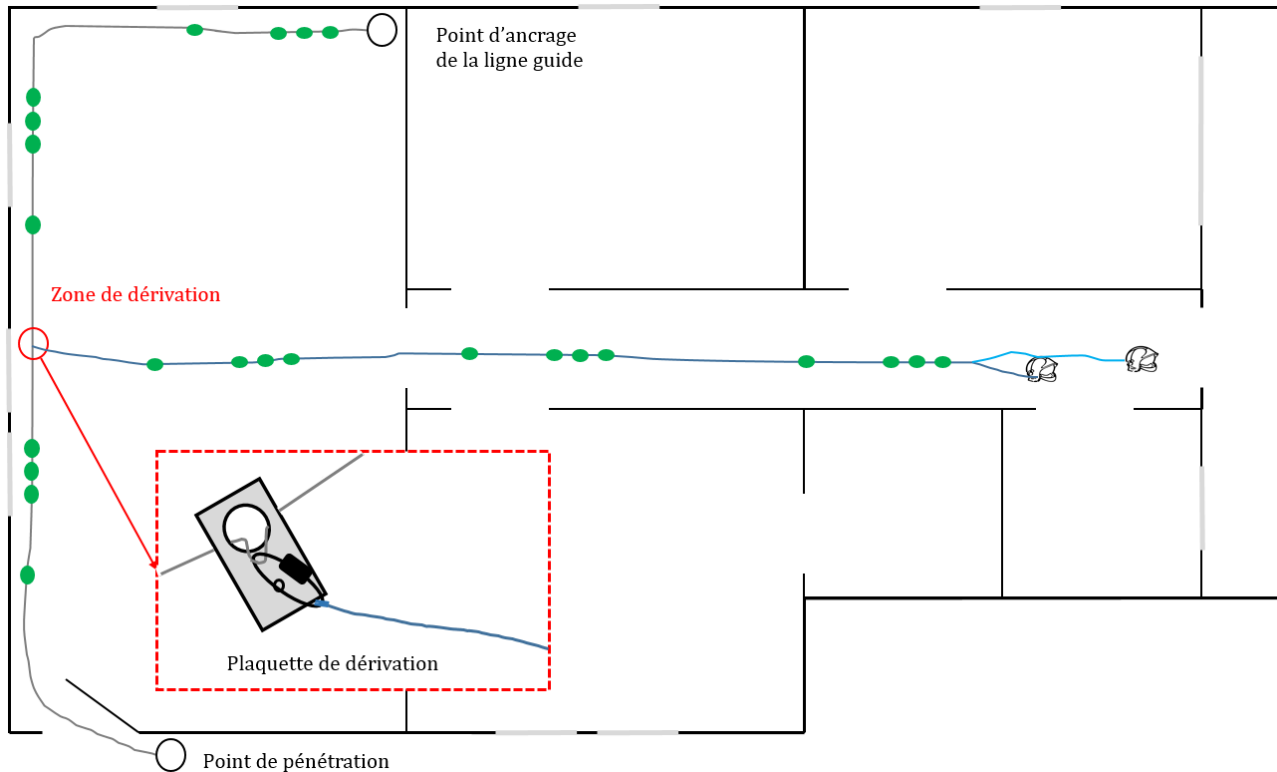 Point d'ancrage
de la ligne guide
Zone de dérivation
Plaquette de dérivation
Point de pénétration